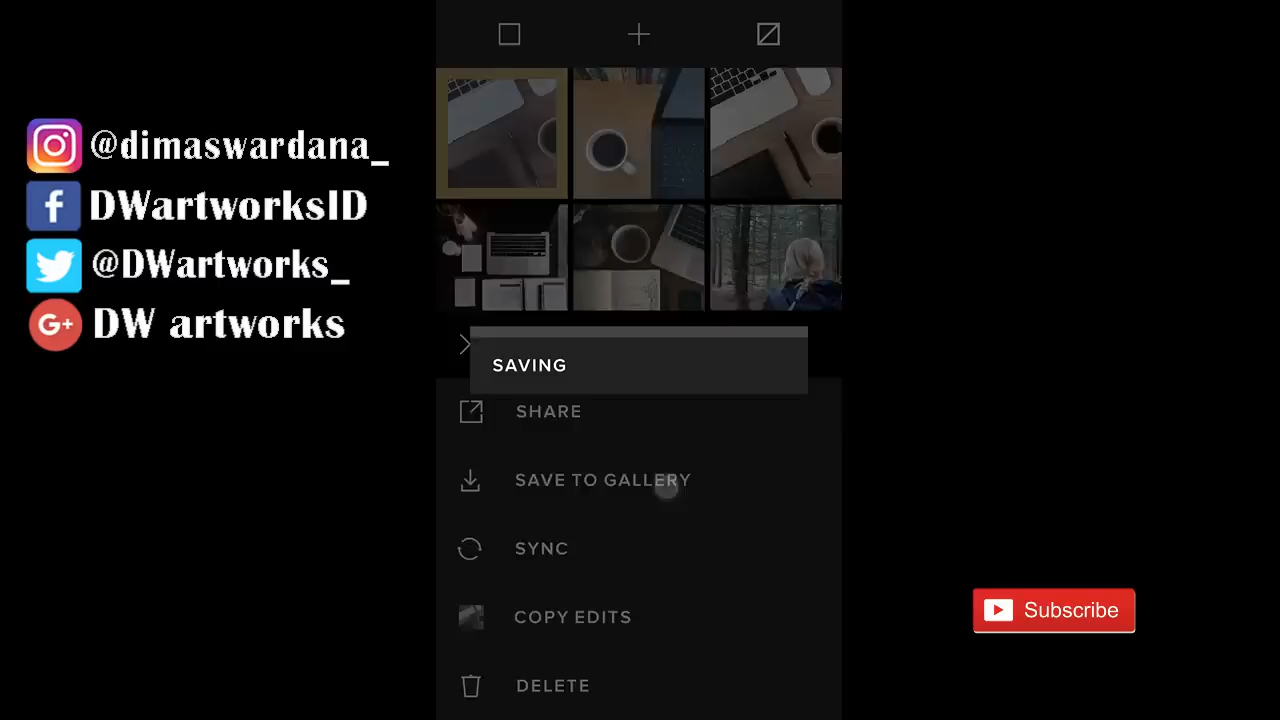 @dimaswardana_
DWartworksID
@DWartworks_
DW artworks
SAVING
SHARE
SAVE TO GALLERY
SYNC
COPY EDITS
DELETE
Subscribe